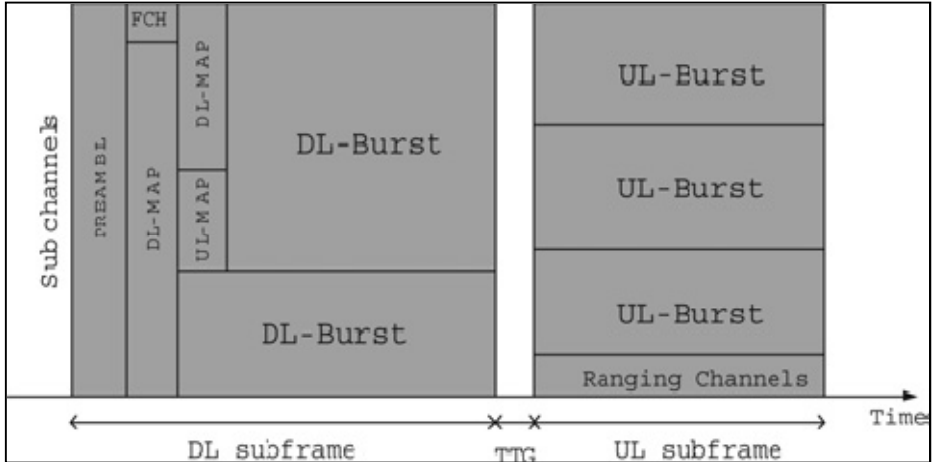 Sub channels
PREAMBL
FCH
DL-MAP
DL-MAP
UL-MAP
DL-Burst
DL-Burst
UL-Burst
UL-Burst
UL-Burst
Ranging Channels
Time
DL subframe
TTG
UL subframe